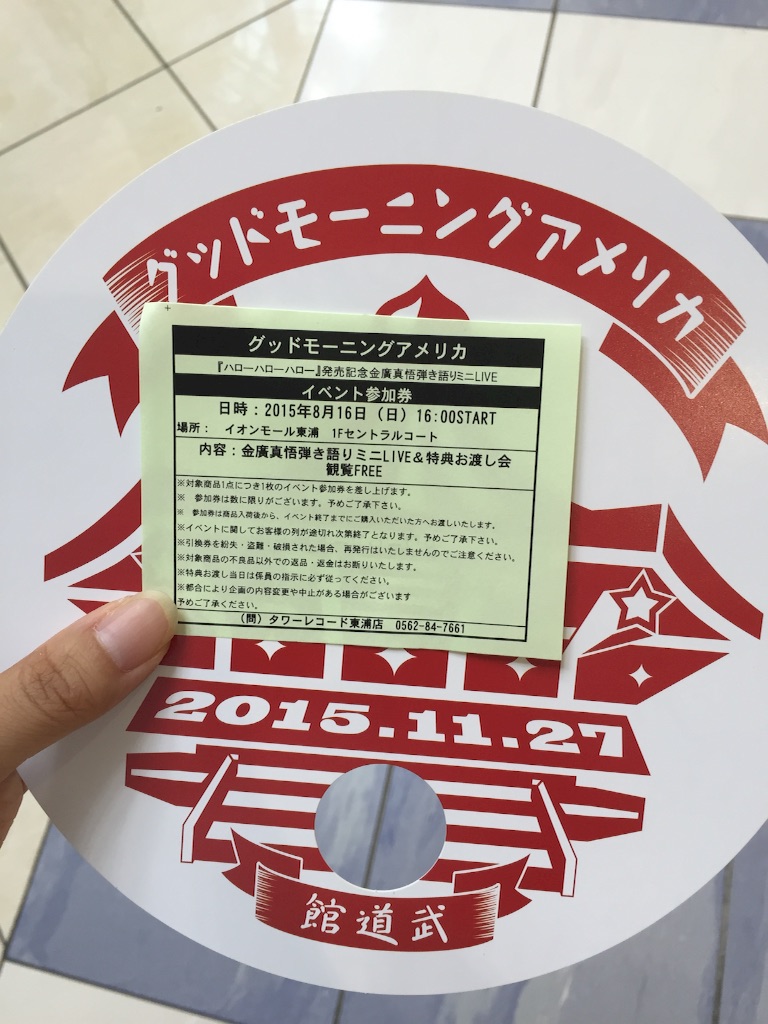 グッドモーニングアメリカ
グッドモーニングアメリカ
『ハローハローハロー』発売記念金廣真悟弾き語りミニLIVE
イベント参加券
日時：2015年8月16日（日）16:00START
場所： イオンモール東浦 1Fセントラルコート
内容：金廣真悟弾き語りミニLIVE＆特典お渡し会
観覧FREE
※対象商品1点につき1枚のイベント参加券を差し上げます。
※ 参加券は数に限りがございます。予めご了承下さい。
※ 参加券は商品入荷後から、イベント終了までにご購入いただいた方へお渡しいたします。
※イベントに関してお客様の列が途切れ次第終了となります。予めご了承下さい。
※引換券を紛失・盗難・破損された場合、再発行はいたしませんのでご注意ください。
※対象商品の不良品以外での返品・返金はお断りいたします。
※特典お渡し当日は係員の指示に必ず従ってください。
※都合により企画の内容変更や中止がある場合がございます
予めご了承ください。
（問）タワーレコード東浦店 0562-84-7661
2015.11.27
館道武